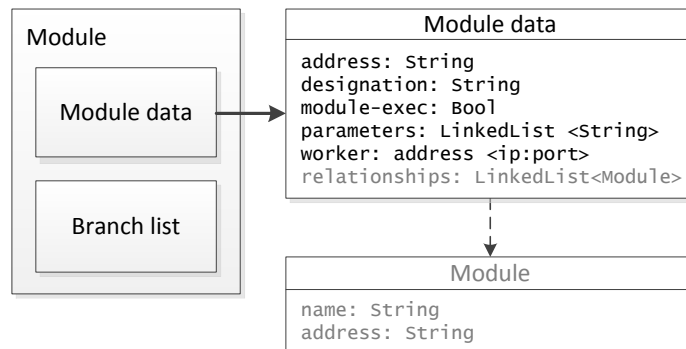 Module
Module data
Branch list
Module data
address: String
designation: String
module-exec: Bool
parameters: LinkedList <String>
worker: address <ip:port>
relationships: LinkedList<Module>
Module
name: String
address: String